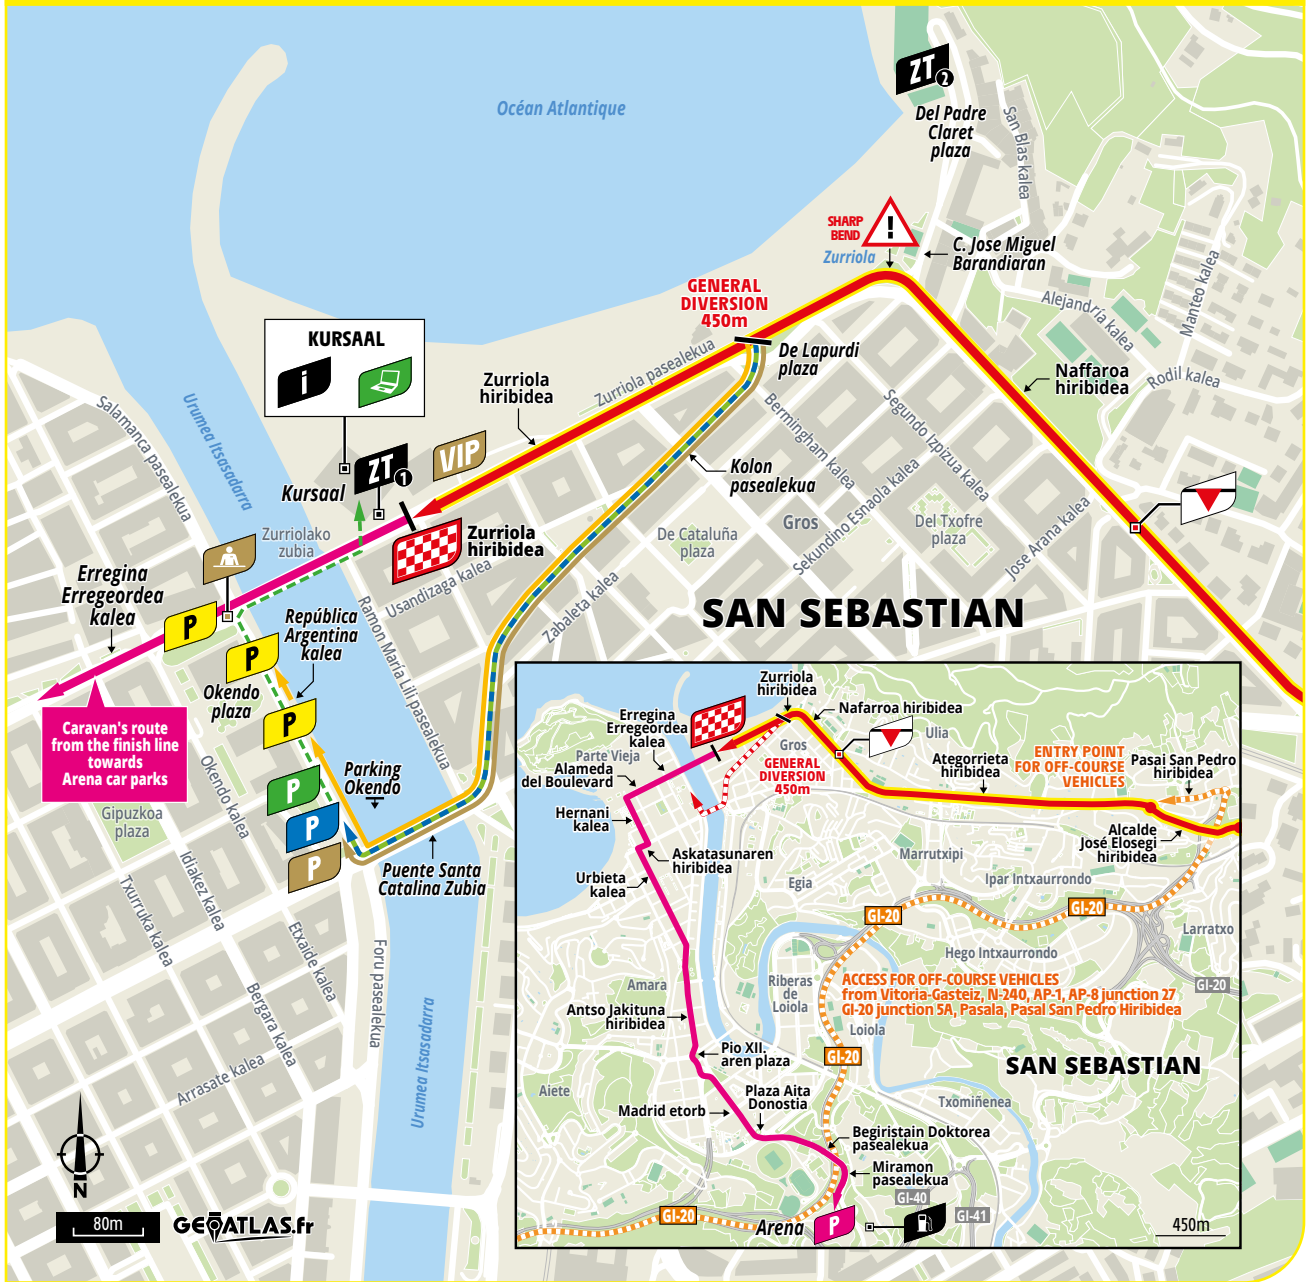 Océan Atlantique
ZT 2
Del Padre
Claret
plaza
San Blas kalea
SHARP
BEND
!
Zurriola
C. Jose Miguel
Barandiaran
Manteo kalea
Alejandría kalea
Rodil kalea
GENERAL
DIVERSION
450m
De Lapurdi
plaza
Naffaroa
hiribidea
KURSAAL
i
Zurriola
hiribidea
Zurriola pasealekua
Salamanca pasealekua
Urumea Itsasadarra
VIP
ZT 1
Kursaal
Kolon
pasealekua
Bermingham kalea
Segundo Izpizua kalea
Sekundino Esnaola kalea
Gros
De Cataluña
plaza
Del Txofre
plaza
Jose Arana kalea
Zurriolako
zubia
Zurriola
hiribidea
Usandizaga kalea
Zabaleta kalea
Ramon María Lili pasealekua
Erregina
Erregeordea
kalea
P
República
Argentina
kalea
P
Okendo
plaza
P
SAN SEBASTIAN
Caravan's route
from the finish line
towards
Arena car parks
Okendo kalea
Parking
Okendo
P
P
P
Gipuzkoa
plaza
Puente Santa
Catalina Zubia
Idiakez kalea
Txurruka kalea
Etxaide kalea
Bergara kalea
Foru pasealekua
Arrasate kalea
Urumea Itsasadarra
N
80m
GEOATLAS.fr
Zurriola
hiribidea
Nafarroa hiribidea
Erregina
Erregeordea
kalea
Parte Vieja
Alameda
del Boulevard
Gros
GENERAL
DIVERSION
450m
Ulia
Ategorrieta
hiribidea
ENTRY POINT
FOR OFF-COURSE
VEHICLES
Pasai San Pedro
hiribidea
Hernani
kalea
Askatasunaren
hiribidea
Urbieta
kalea
Alcalde
José Elosegi
hiribidea
Marrutxipi
Egia
Ipar Intxaurrondo
GI-20
GI-20
Larratxo
Hego Intxaurrondo
GI-20
Amara
Riberas
de
Loiola
ACCESS FOR OFF-COURSE VEHICLES
from Vitoria-Gasteiz, N-240, AP-1, AP-8 junction 27
GI-20 junction 5A, Pasala, Pasai San Pedro Hiribidea
Antso Jakituna
hiribidea
Loiola
Pio XII.
aren plaza
GI-20
SAN SEBASTIAN
Aiete
Plaza Aita
Donostia
Madrid etorb
Txomiñenea
Begiristain Doktorea
pasealekua
Miramon
pasealekua
GI-40
GI-41
GI-20
Arena
P
450m